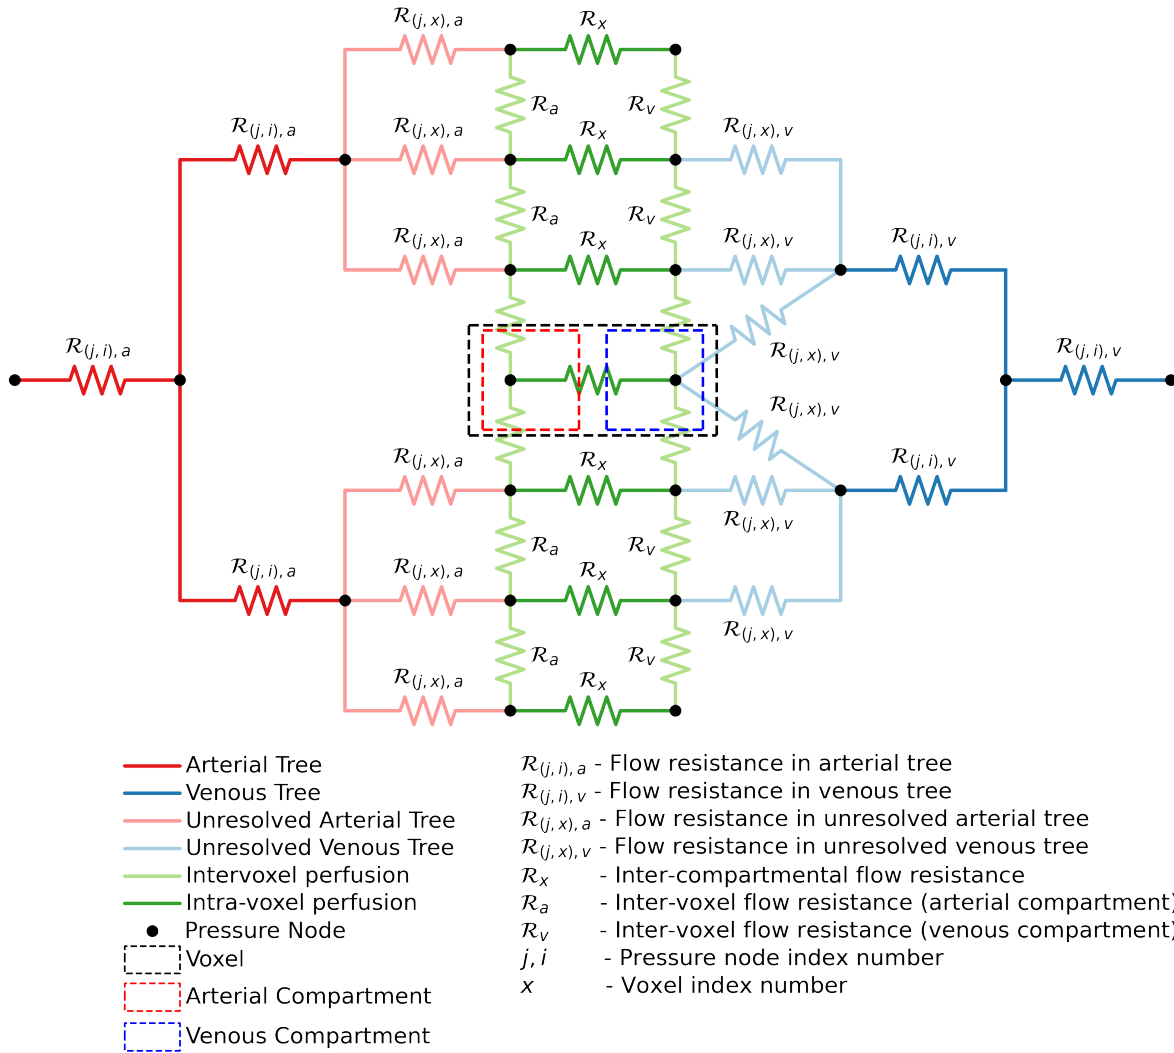 R(j, x), a
Rx
Ra
Rv
R(j, i), a
R(j, x), a
Rx
R(j, x), v
Ra
Rv
R(j, x), a
Rx
R(j, x), v
R(j, i), v
R(j, i), a
R(j, x), v
R(j, i), v
R(j, x), v
R(j, x), a
Rx
R(j, i), v
R(j, x), v
Ra
Rv
R(j, i), a
R(j, x), a
Rx
R(j, x), v
Ra
Rv
R(j, x), a
Rx
Arterial Tree
Venous Tree
Unresolved Arterial Tree
Unresolved Venous Tree
Intervoxel perfusion
Intra-voxel perfusion
Pressure Node
Voxel
Arterial Compartment
Venous Compartment
R(j, i), a - Flow resistance in arterial tree
R(j, i), v - Flow resistance in venous tree
R(j, x), a - Flow resistance in unresolved arterial tree
R(j, x), v - Flow resistance in unresolved venous tree
Rx - Inter-compartmental flow resistance
Ra - Inter-voxel flow resistance (arterial compartment)
Rv - Inter-voxel flow resistance (venous compartment)
j, i - Pressure node index number
x - Voxel index number